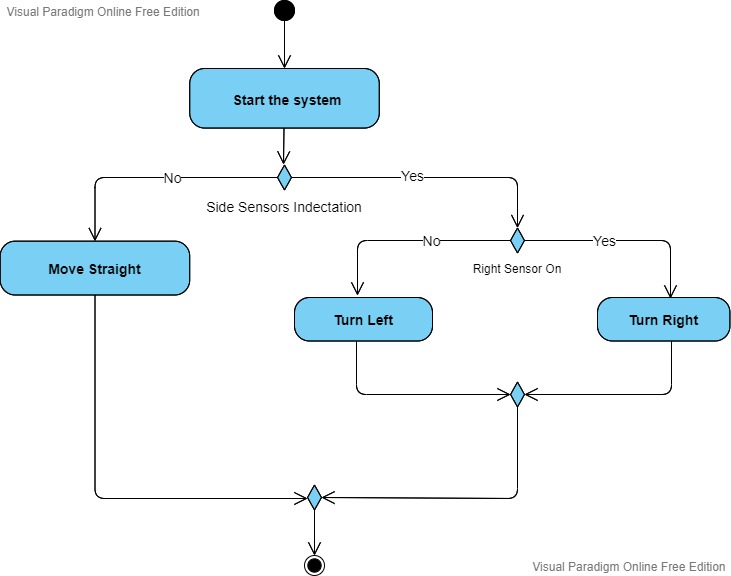 Visual Paradigm Online Free Edition
Start the system
No
Yes
Side Sensors Indectation
No
Yes
Move Straight
Right Sensor On
Turn Left
Turn Right
Visual Paradigm Online Free Edition